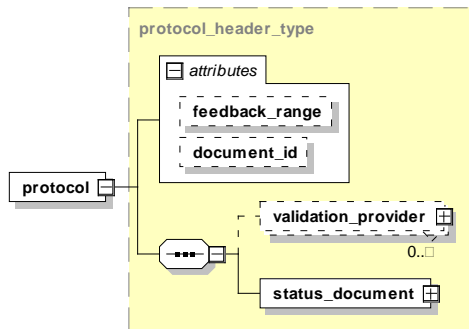 protocol_header_type
attributes
feedback_range
document_id
protocol
validation_provider
0..□
status_document